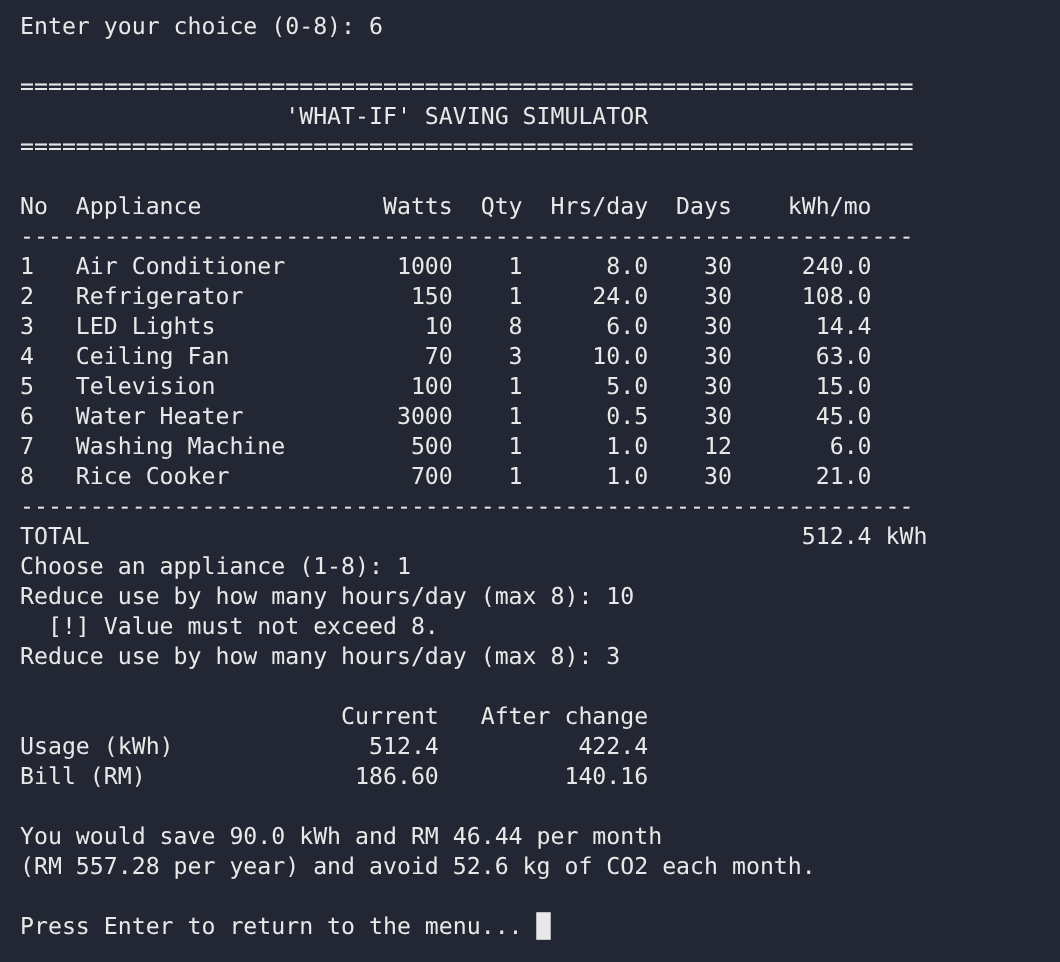 Enter your choice (0-8): 6
================================================================
'WHAT-IF' SAVING SIMULATOR
================================================================
No  Appliance             Watts  Qty  Hrs/day  Days    kWh/mo
----------------------------------------------------------------
1   Air Conditioner        1000    1      8.0    30     240.0
2   Refrigerator            150    1     24.0    30     108.0
3   LED Lights               10    8      6.0    30      14.4
4   Ceiling Fan              70    3     10.0    30      63.0
5   Television              100    1      5.0    30      15.0
6   Water Heater           3000    1      0.5    30      45.0
7   Washing Machine         500    1      1.0    12       6.0
8   Rice Cooker             700    1      1.0    30      21.0
----------------------------------------------------------------
TOTAL                                                   512.4 kWh
Choose an appliance (1-8): 1
Reduce use by how many hours/day (max 8): 10
  [!] Value must not exceed 8.
Reduce use by how many hours/day (max 8): 3
                       Current   After change
Usage (kWh)              512.4          422.4
Bill (RM)               186.60         140.16
You would save 90.0 kWh and RM 46.44 per month
(RM 557.28 per year) and avoid 52.6 kg of CO2 each month.
Press Enter to return to the menu...